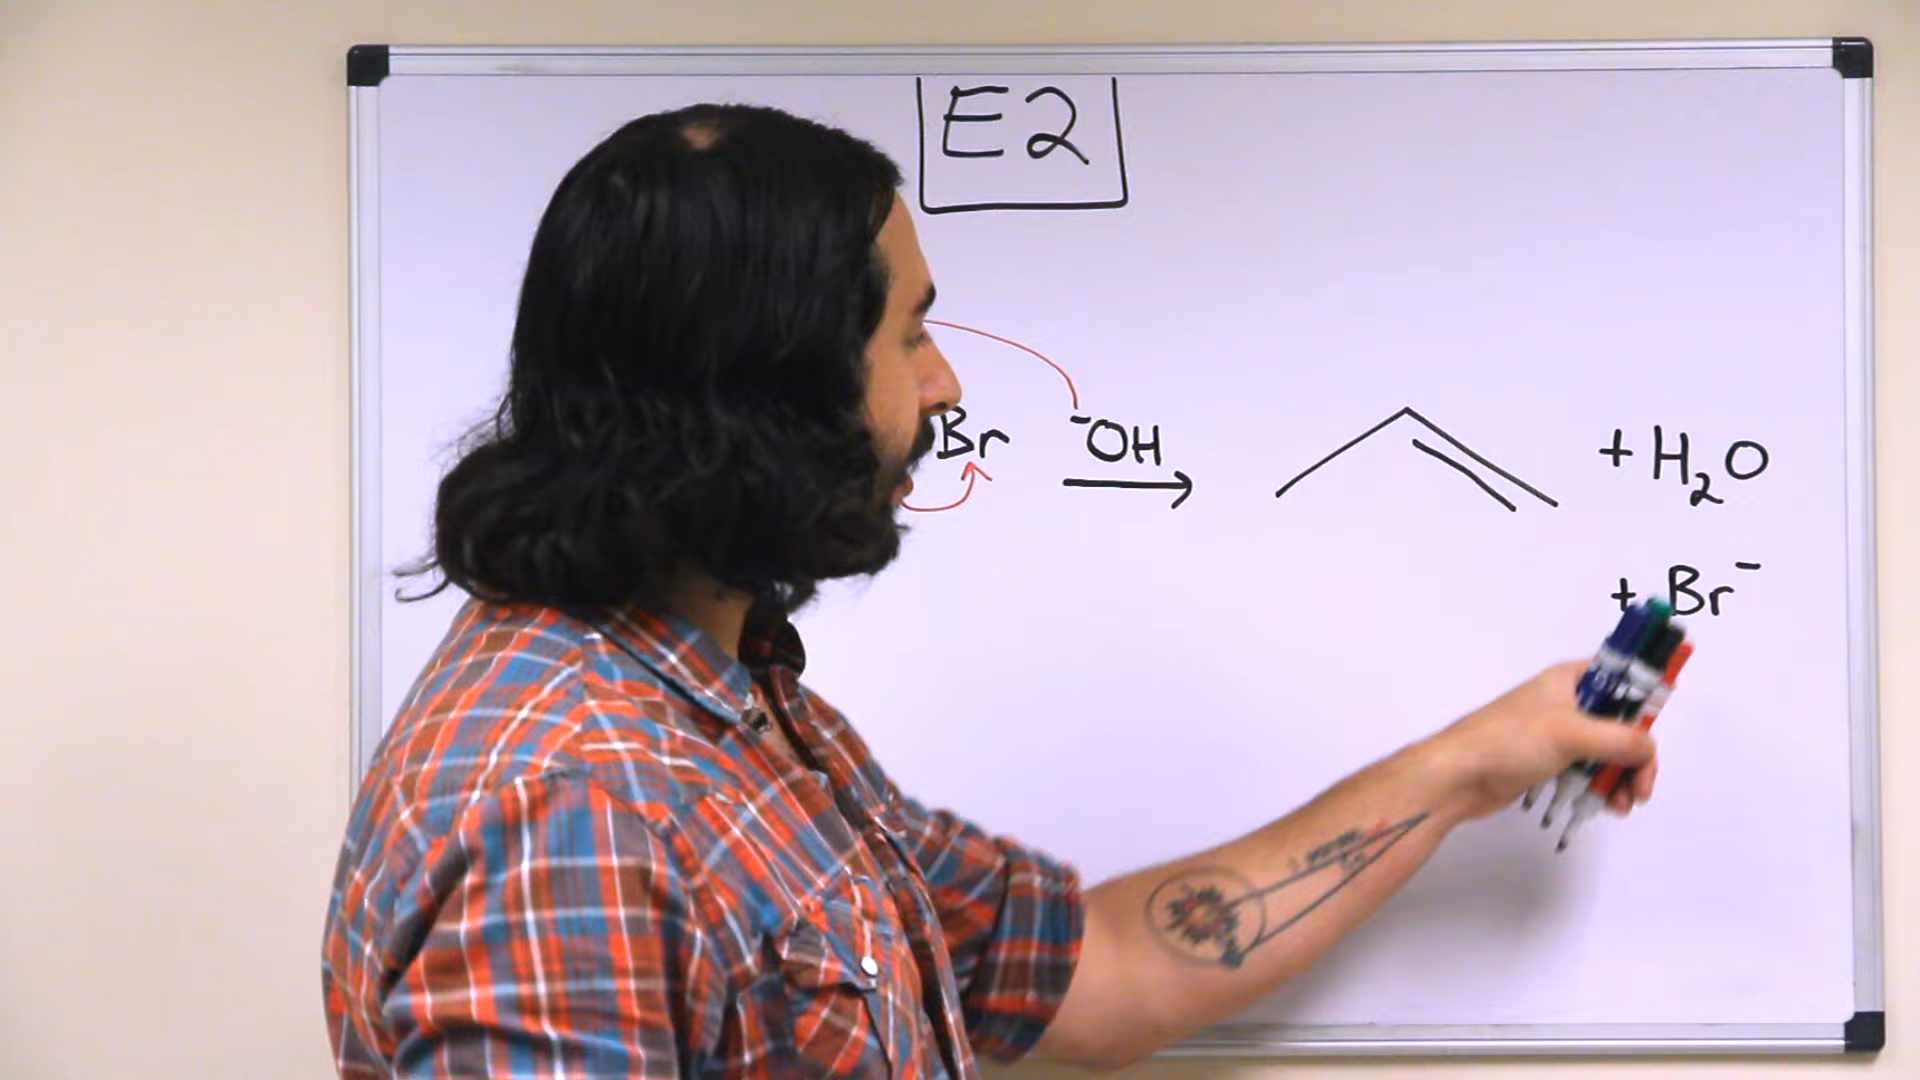 E2
Br ⁻OH
+ H₂O
+ Br⁻